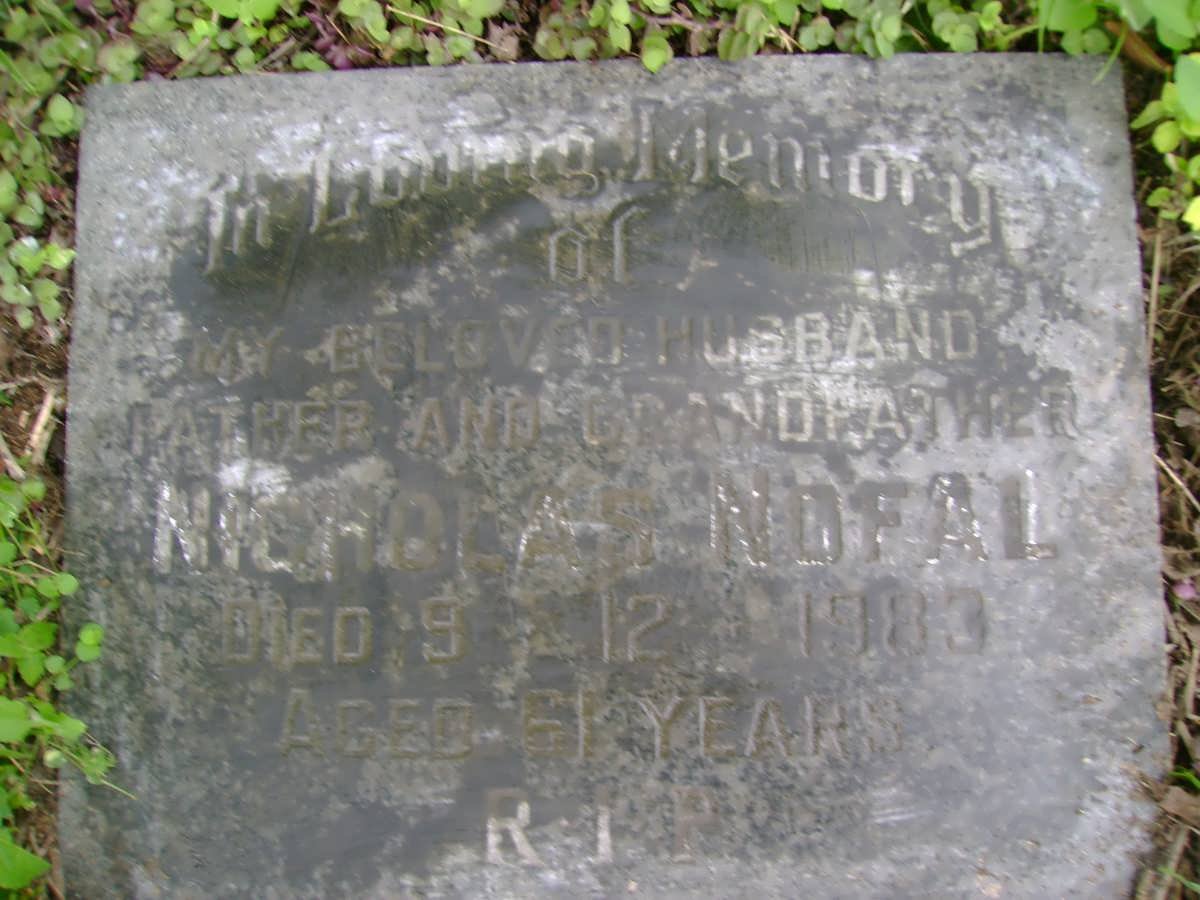 In Loving Memory
of
MY BELOVED HUSBAND,
FATHER AND GRANDFATHER
NICHOLAS NOFAL
DIED 9 - 12 - 1983
AGED 61 YEARS
R I P